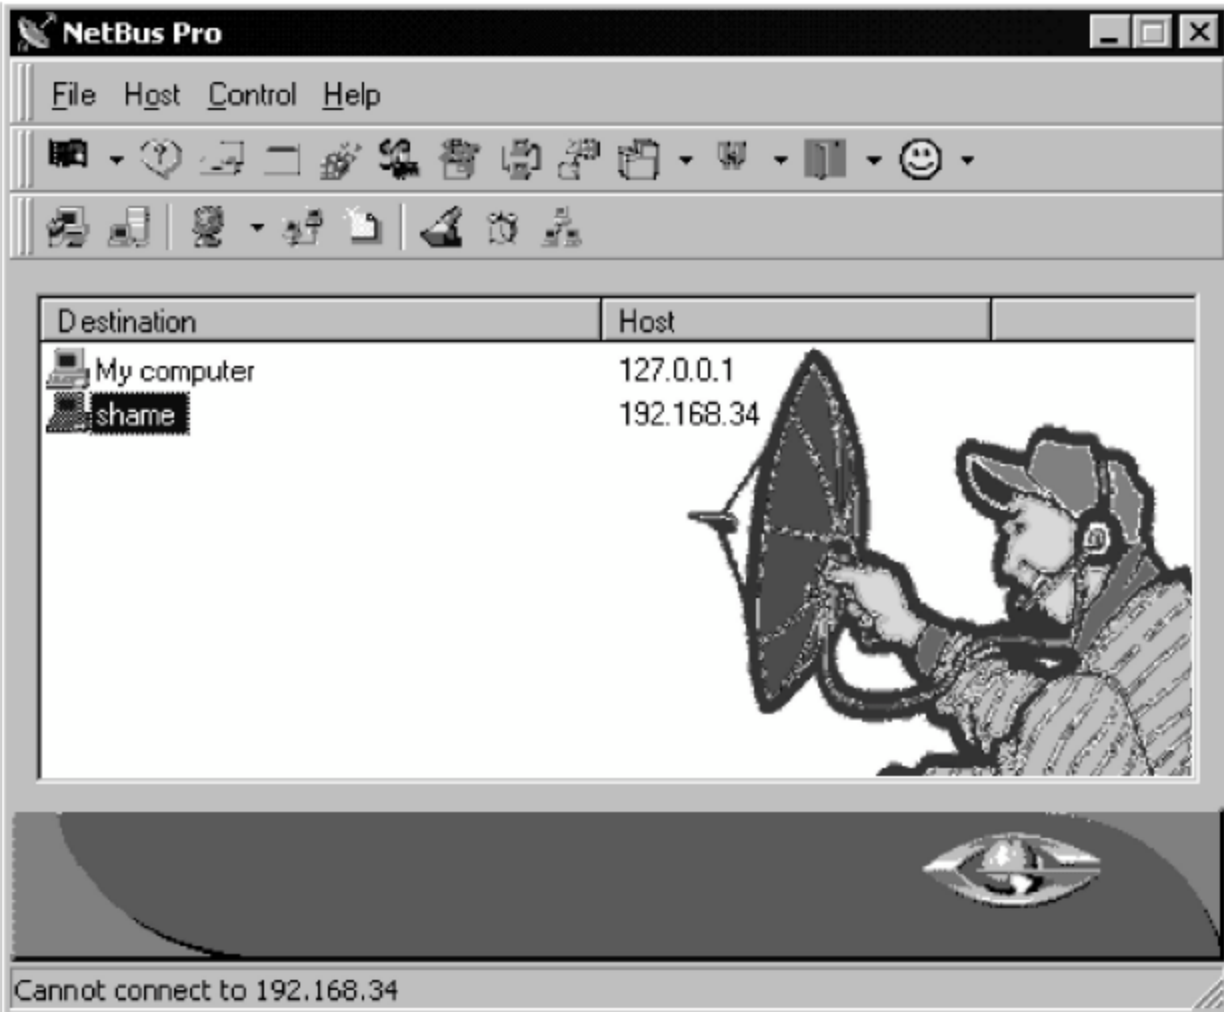 NetBus Pro
File Host Control Help
Destination Host
My computer 127.0.0.1
shame 192.168.34
Cannot connect to 192.168.34